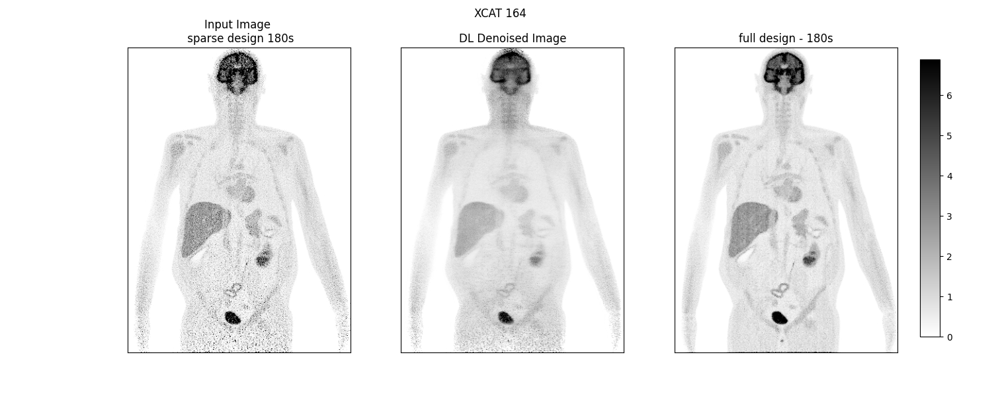 XCAT 164
Input Image
sparse design 180s
DL Denoised Image
full design - 180s
6
5
4
3
2
1
0